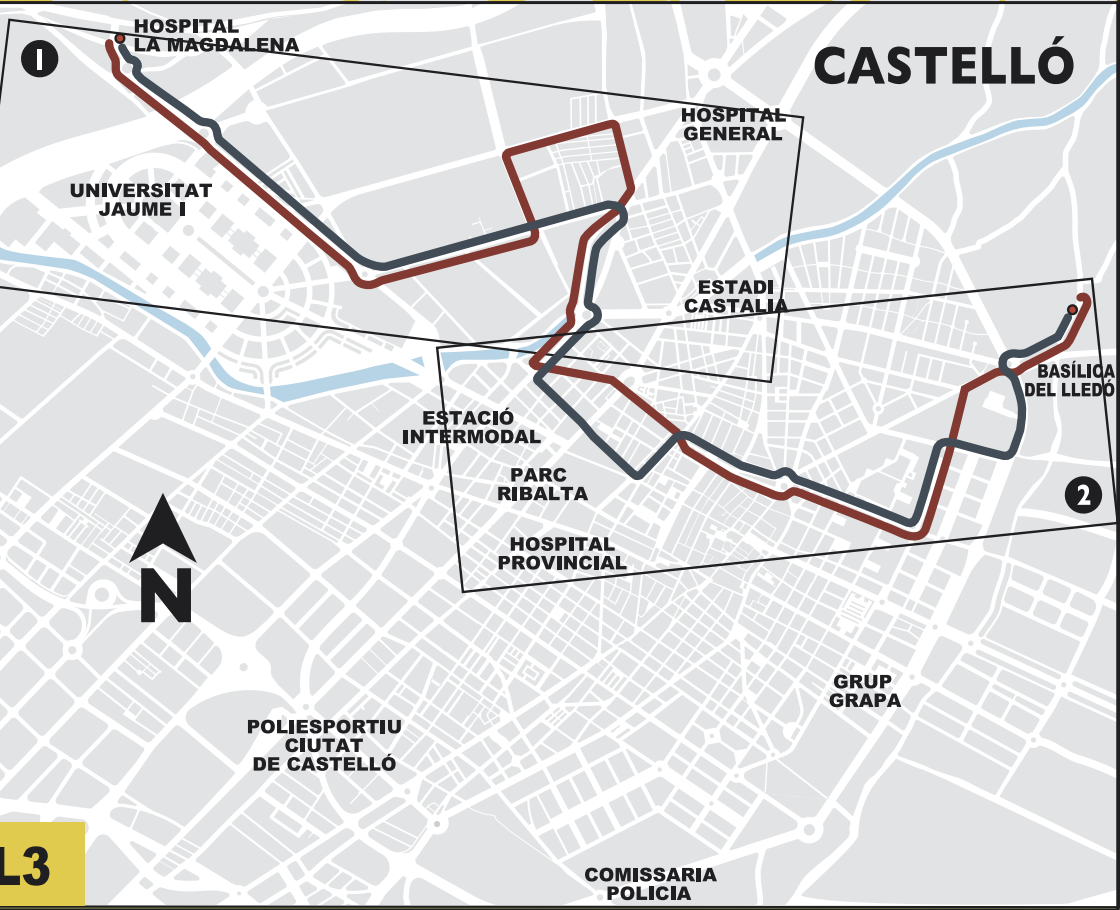 HOSPITAL
LA MAGDALENA
1
CASTELLÓ
HOSPITAL
GENERAL
UNIVERSITAT
JAUME I
ESTADI
CASTALIA
BASÍLICA
DEL LLEDÓ
ESTACIÓ
INTERMODAL
PARC
RIBALTA
2
HOSPITAL
PROVINCIAL
N
GRUP
GRAPA
POLIESPORTIU
CIUTAT
DE CASTELLÓ
L3
COMISSARIA
POLICIA